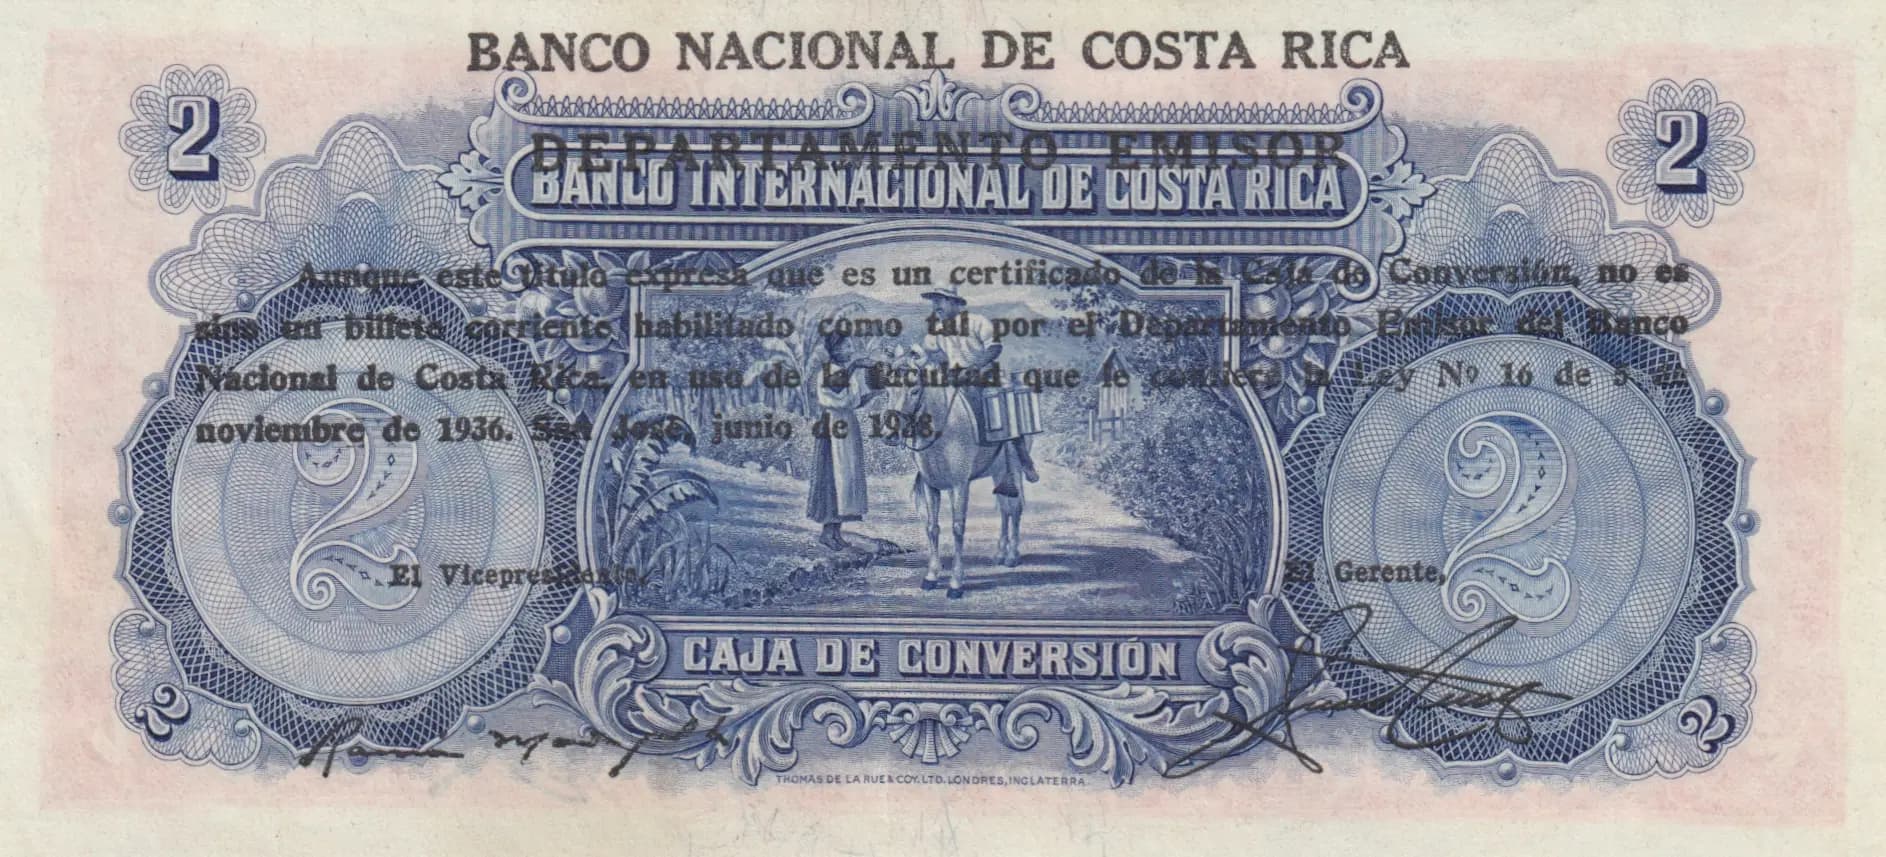 BANCO NACIONAL DE COSTA RICA
2 2
DEPARTAMENTO EMISOR
BANCO INTERNACIONAL DE COSTA RICA
Aunque este título expresa que es un certificado de la Caja de Conversión, no es
sino un billete corriente habilitado como tal por el Departamento Emisor del Banco
Nacional de Costa Rica, en uso de la facultad que le confiere la Ley Nº 16 de 5 de
noviembre de 1936. San José, junio de 1938.
2 2
El Vicepresidente, El Gerente,
CAJA DE CONVERSIÓN
2 2
THOMAS DE LA RUE & COY. LTD. LONDRES, INGLATERRA.